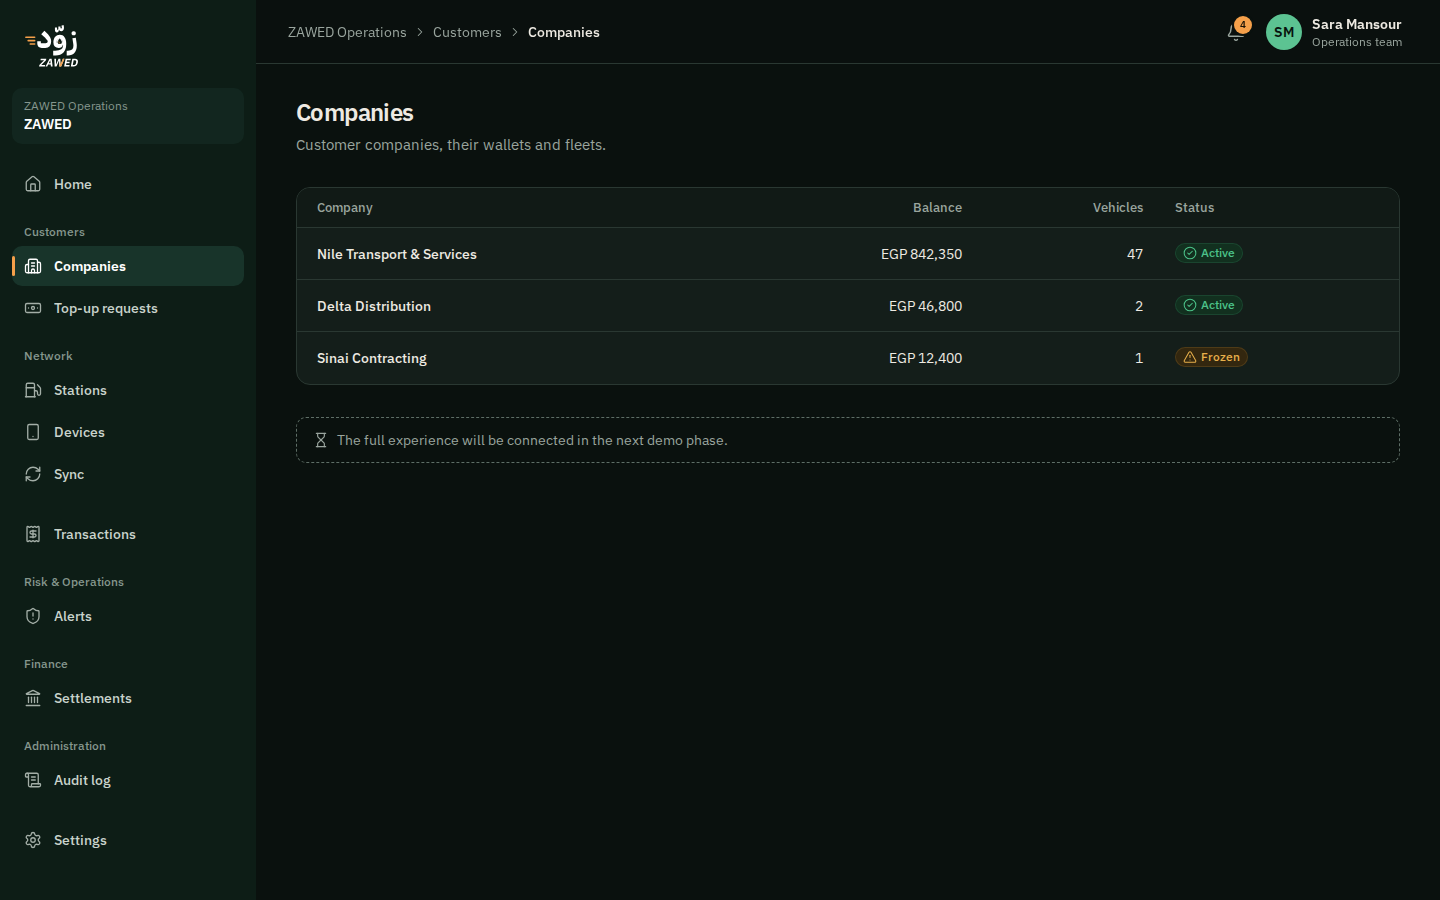 زوّد
ZAWED
ZAWED Operations
ZAWED
Home
Customers
Companies
Top-up requests
Network
Stations
Devices
Sync
Transactions
Risk & Operations
Alerts
Finance
Settlements
Administration
Audit log
Settings
ZAWED Operations Customers Companies
4
SM
Sara Mansour
Operations team
Companies
Customer companies, their wallets and fleets.
Company Balance Vehicles Status
Nile Transport & Services EGP 842,350 47 Active
Delta Distribution EGP 46,800 2 Active
Sinai Contracting EGP 12,400 1 Frozen
The full experience will be connected in the next demo phase.